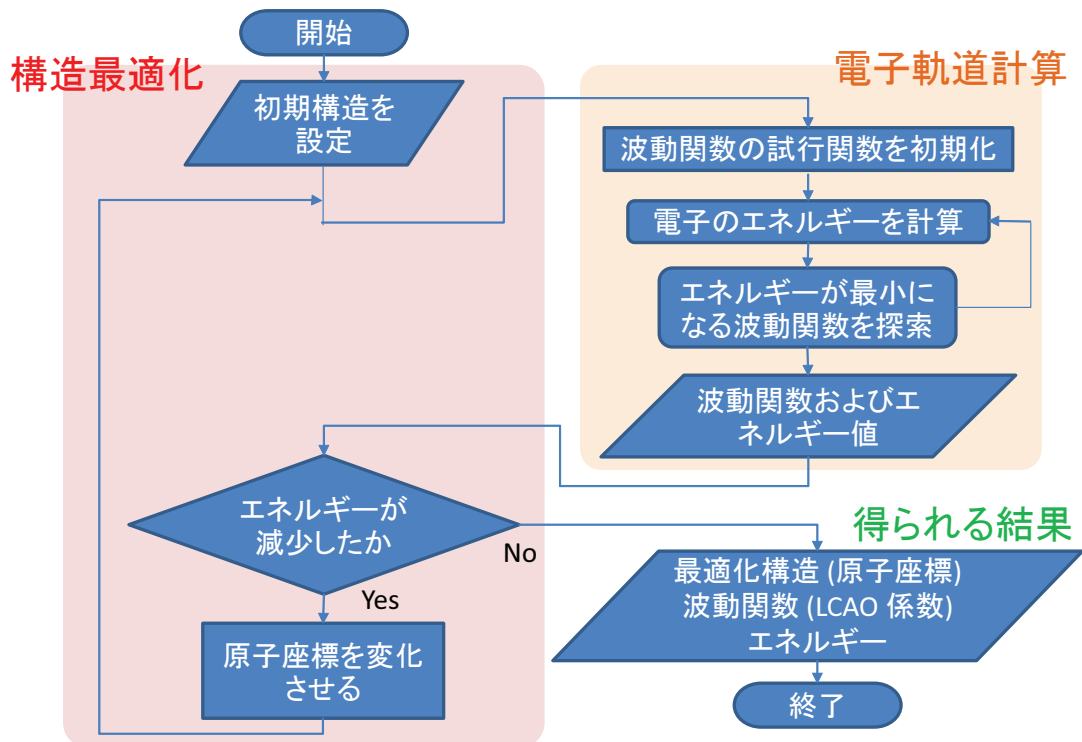 開始
構造最適化
初期構造を
設定
電子軌道計算
波動関数の試行関数を初期化
電子のエネルギーを計算
エネルギーが最小に
なる波動関数を探索
波動関数およびエ
ネルギー値
エネルギーが
減少したか
No
Yes
原子座標を変化
させる
得られる結果
最適化構造 (原子座標)
波動関数 (LCAO 係数)
エネルギー
終了